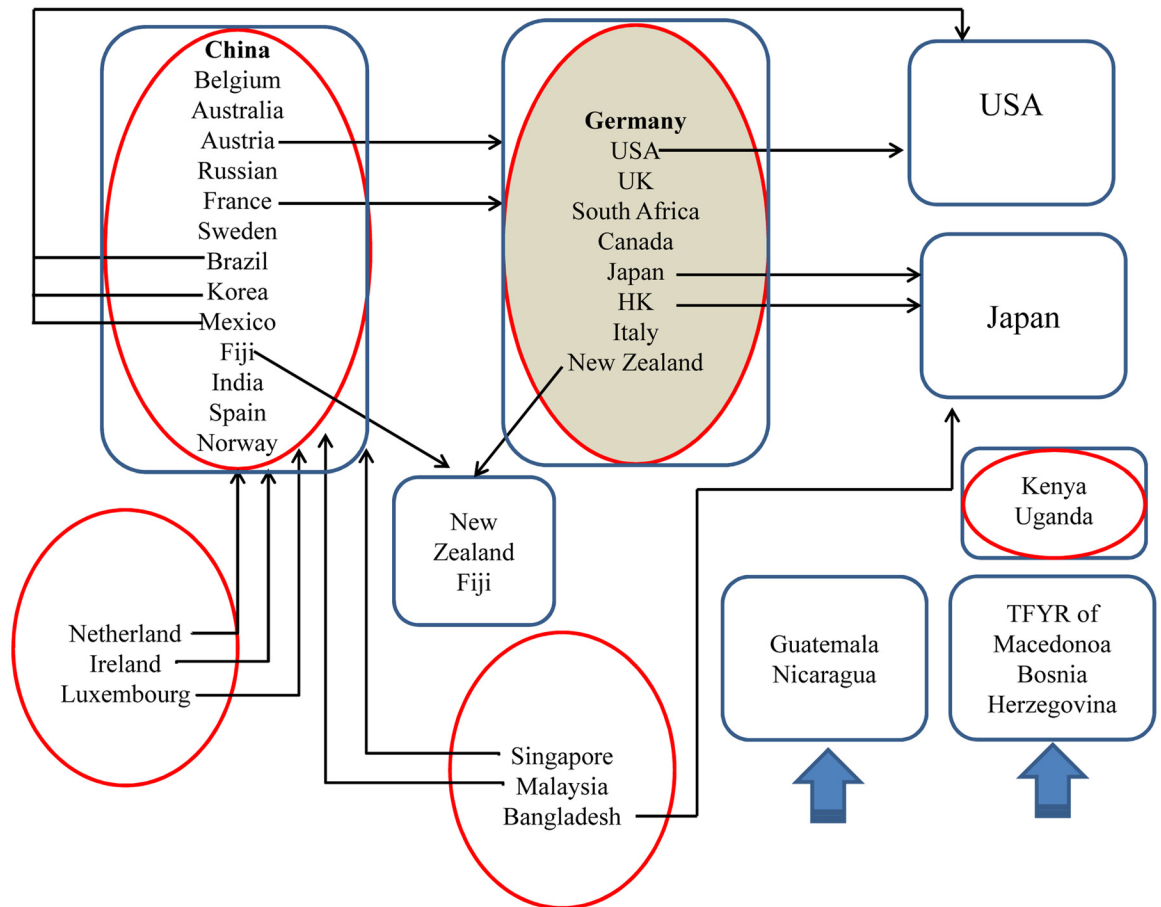 China
Belgium
Australia
Austria
Russian
France
Sweden
Brazil
Korea
Mexico
Fiji
India
Spain
Norway
Germany
USA
UK
South Africa
Canada
Japan
HK
Italy
New Zealand
USA
Japan
Kenya
Uganda
New
Zealand
Fiji
Netherland
Ireland
Luxembourg
Singapore
Malaysia
Bangladesh
Guatemala
Nicaragua
TFYR of
Macedonoa
Bosnia
Herzegovina